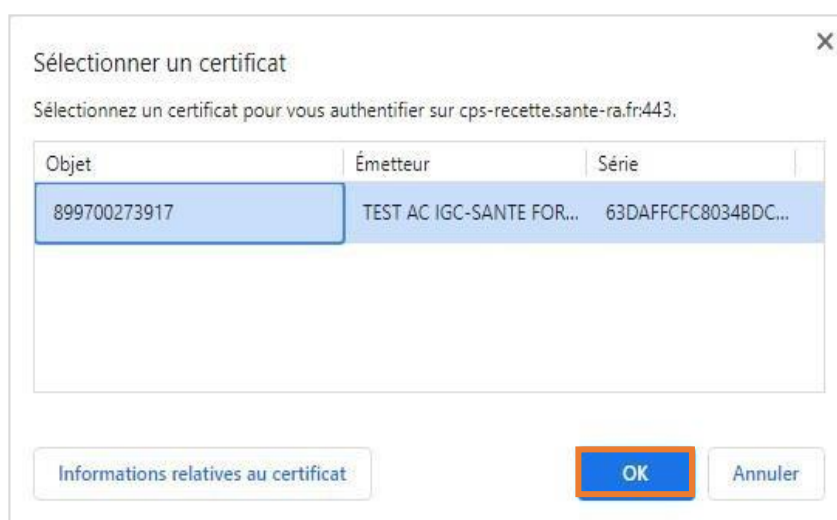 Sélectionner un certificat
Sélectionnez un certificat pour vous authentifier sur cps-recette.sante-ra.fr:443.
Objet Émetteur Série
899700273917 TEST AC IGC-SANTE FOR... 63DAFFCFC8034BDC...
Informations relatives au certificat OK Annuler